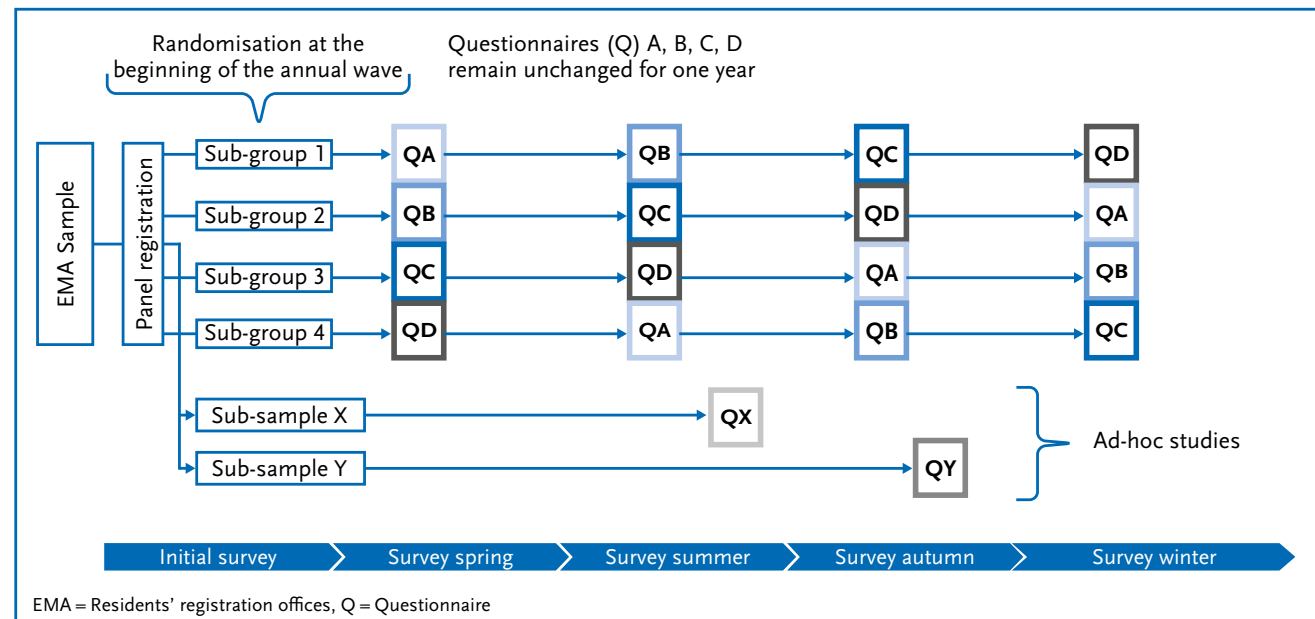 Randomisation at the
beginning of the annual wave
Questionnaires (Q) A, B, C, D
remain unchanged for one year
EMA Sample
Panel registration
Sub-group 1
QA
QB
QC
QD
Sub-group 2
QB
QC
QD
QA
Sub-group 3
QC
QD
QA
QB
Sub-group 4
QD
QA
QB
QC
Sub-sample X
QX
Sub-sample Y
QY
Ad-hoc studies
Initial survey
Survey spring
Survey summer
Survey autumn
Survey winter
EMA = Residents' registration offices, Q = Questionnaire